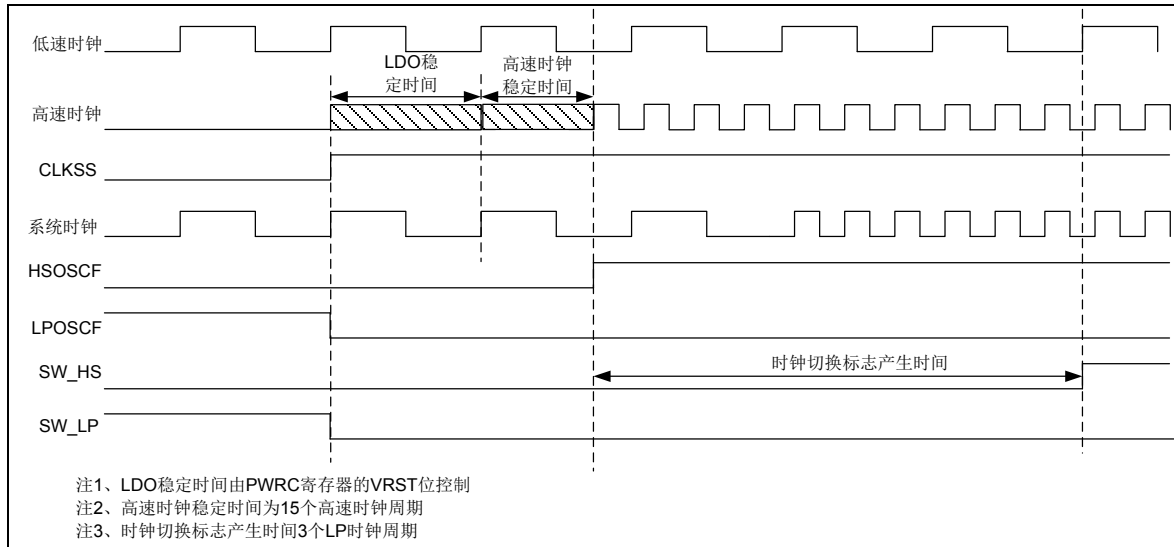 低速时钟
LDO稳
定时间
高速时钟
稳定时间
高速时钟
CLKSS
系统时钟
HSOSCF
LPOSCF
SW_HS
时钟切换标志产生时间
SW_LP
注1、LDO稳定时间由PWRC寄存器的VRST位控制
注2、高速时钟稳定时间为15个高速时钟周期
注3、时钟切换标志产生时间3个LP时钟周期